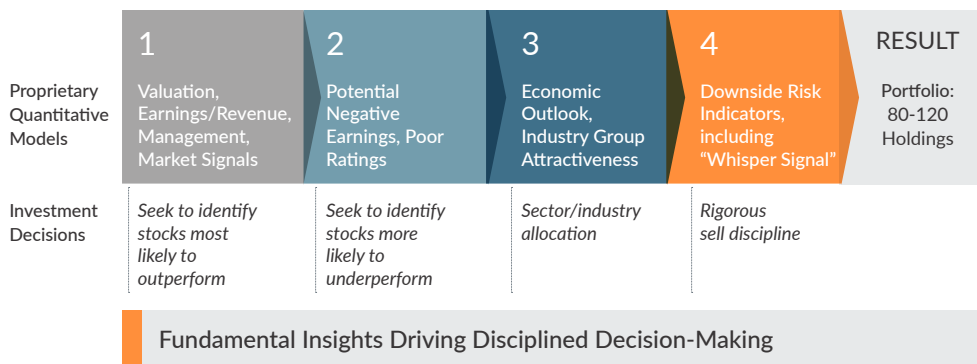 Proprietary
Quantitative
Models
1
Valuation,
Earnings/Revenue,
Management,
Market Signals
2
Potential
Negative
Earnings, Poor
Ratings
3
Economic
Outlook,
Industry Group
Attractiveness
4
Downside Risk
Indicators,
including
“Whisper Signal”
RESULT
Portfolio:
80-120
Holdings
Investment
Decisions
Seek to identify
stocks most
likely to
outperform
Seek to identify
stocks more
likely to
underperform
Sector/industry
allocation
Rigorous
sell discipline
Fundamental Insights Driving Disciplined Decision-Making